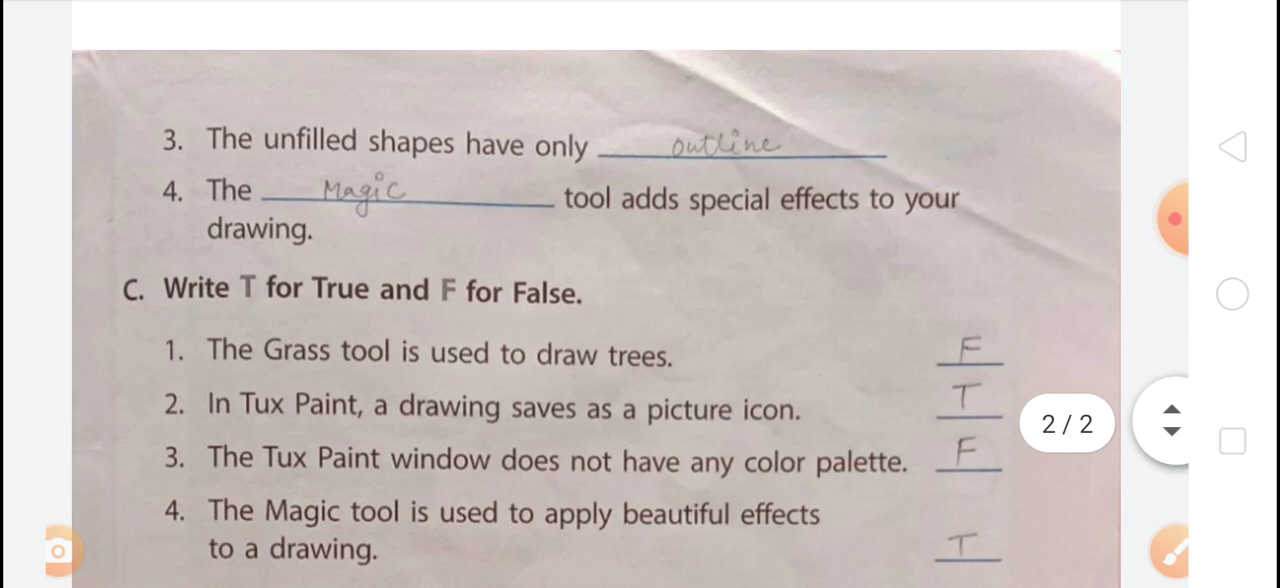 3. The unfilled shapes have only outline
4. The Magic tool adds special effects to your
drawing.
C. Write T for True and F for False.
1. The Grass tool is used to draw trees. F
2. In Tux Paint, a drawing saves as a picture icon. T
2 / 2
3. The Tux Paint window does not have any color palette. F
4. The Magic tool is used to apply beautiful effects
to a drawing. T